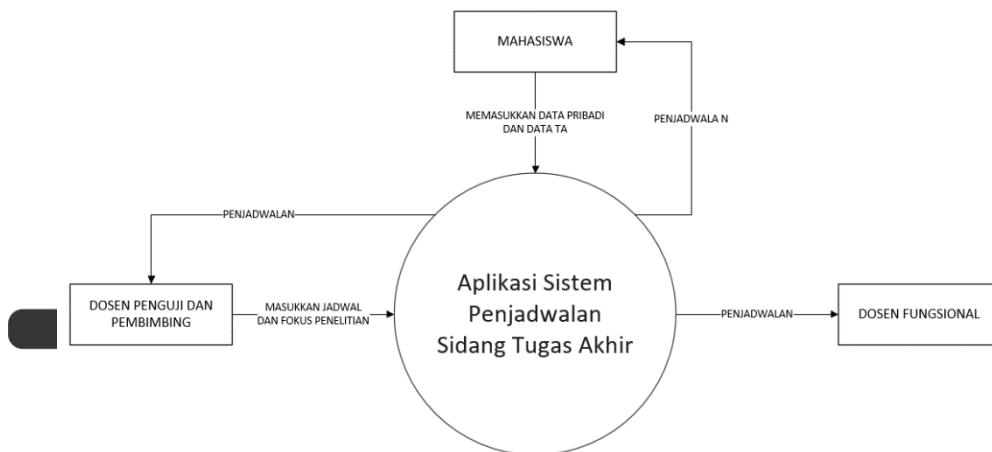 MAHASISWA
MEMASUKKAN DATA PRIBADI
DAN DATA TA
PENJADWALA N
PENJADWALAN
DOSEN PENGUJI DAN
PEMBIMBING
MASUKKAN JADWAL
DAN FOKUS PENELITIAN
Aplikasi Sistem
Penjadwalan
Sidang Tugas Akhir
PENJADWALAN
DOSEN FUNGSIONAL